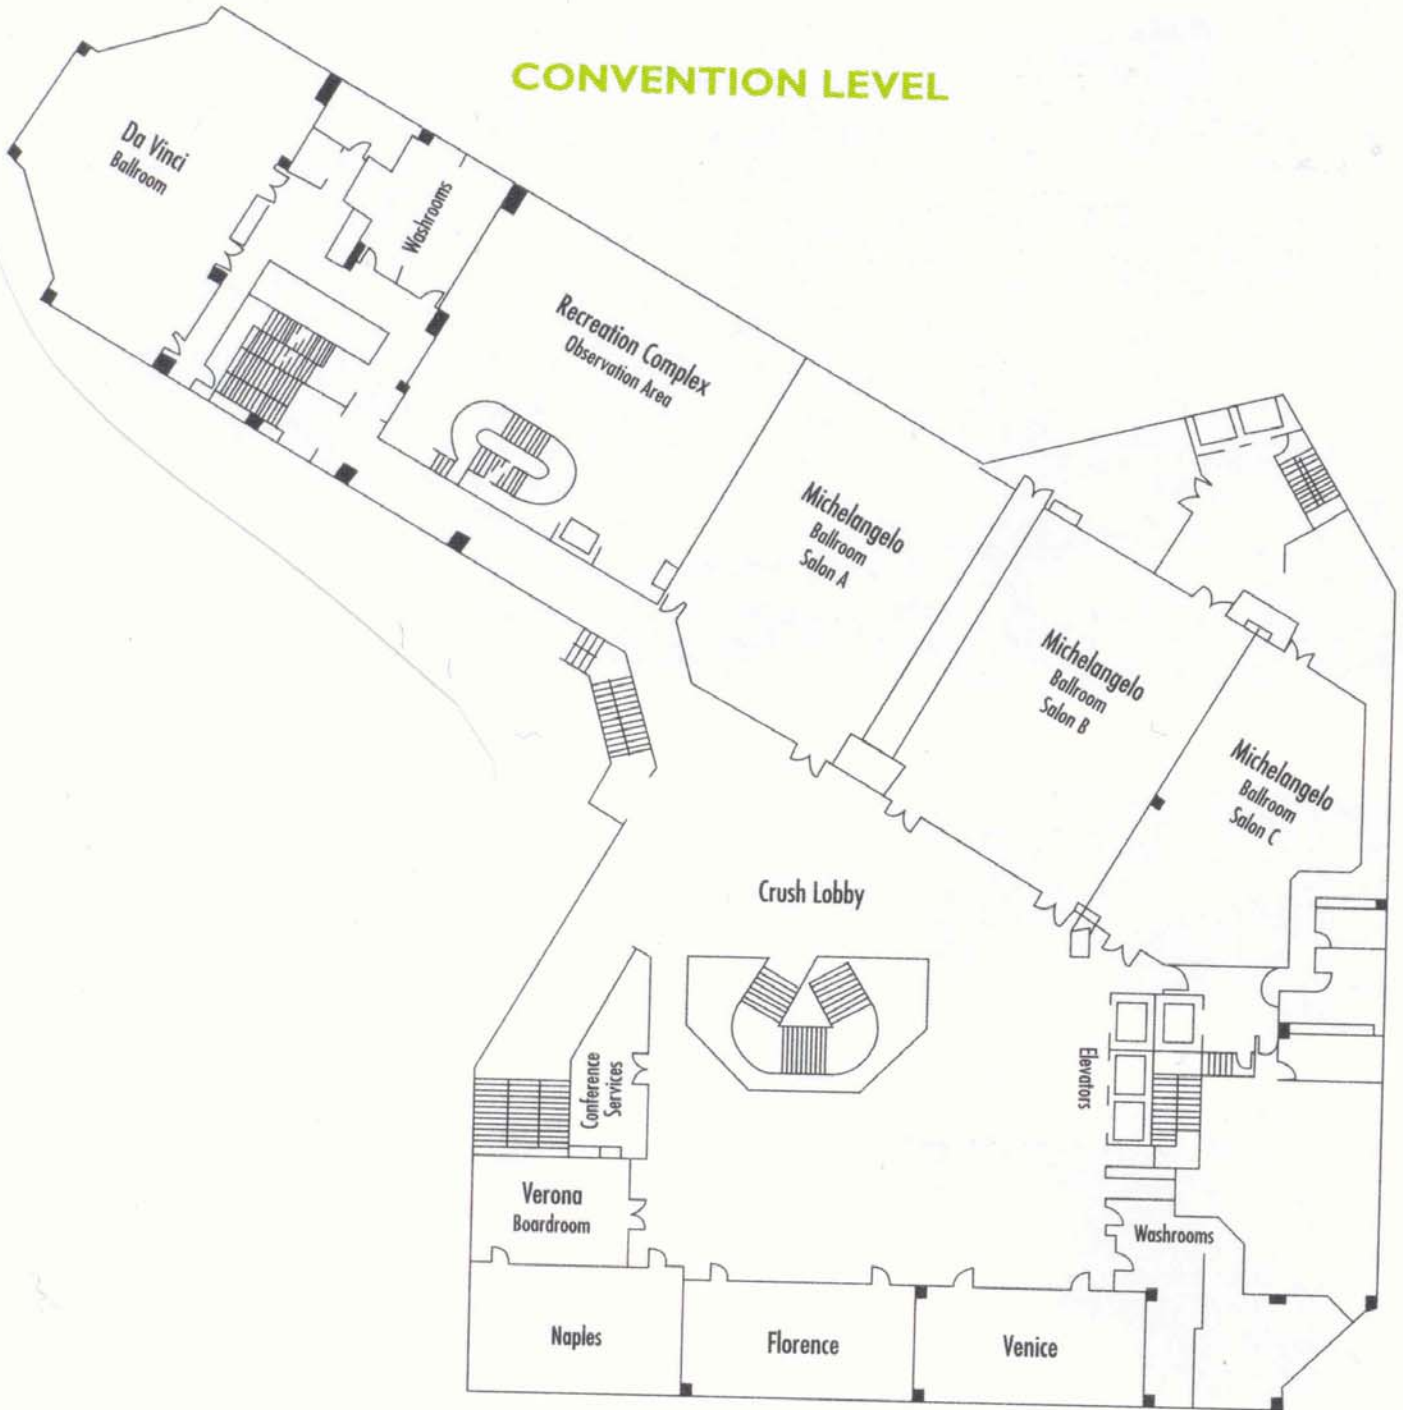 CONVENTION LEVEL
Da Vinci
Ballroom
Washrooms
Recreation Complex
Observation Area
Michelangelo
Ballroom
Salon A
Michelangelo
Ballroom
Salon B
Michelangelo
Ballroom
Salon C
Crush Lobby
Conference
Services
Elevators
Verona
Boardroom
Washrooms
Naples
Florence
Venice